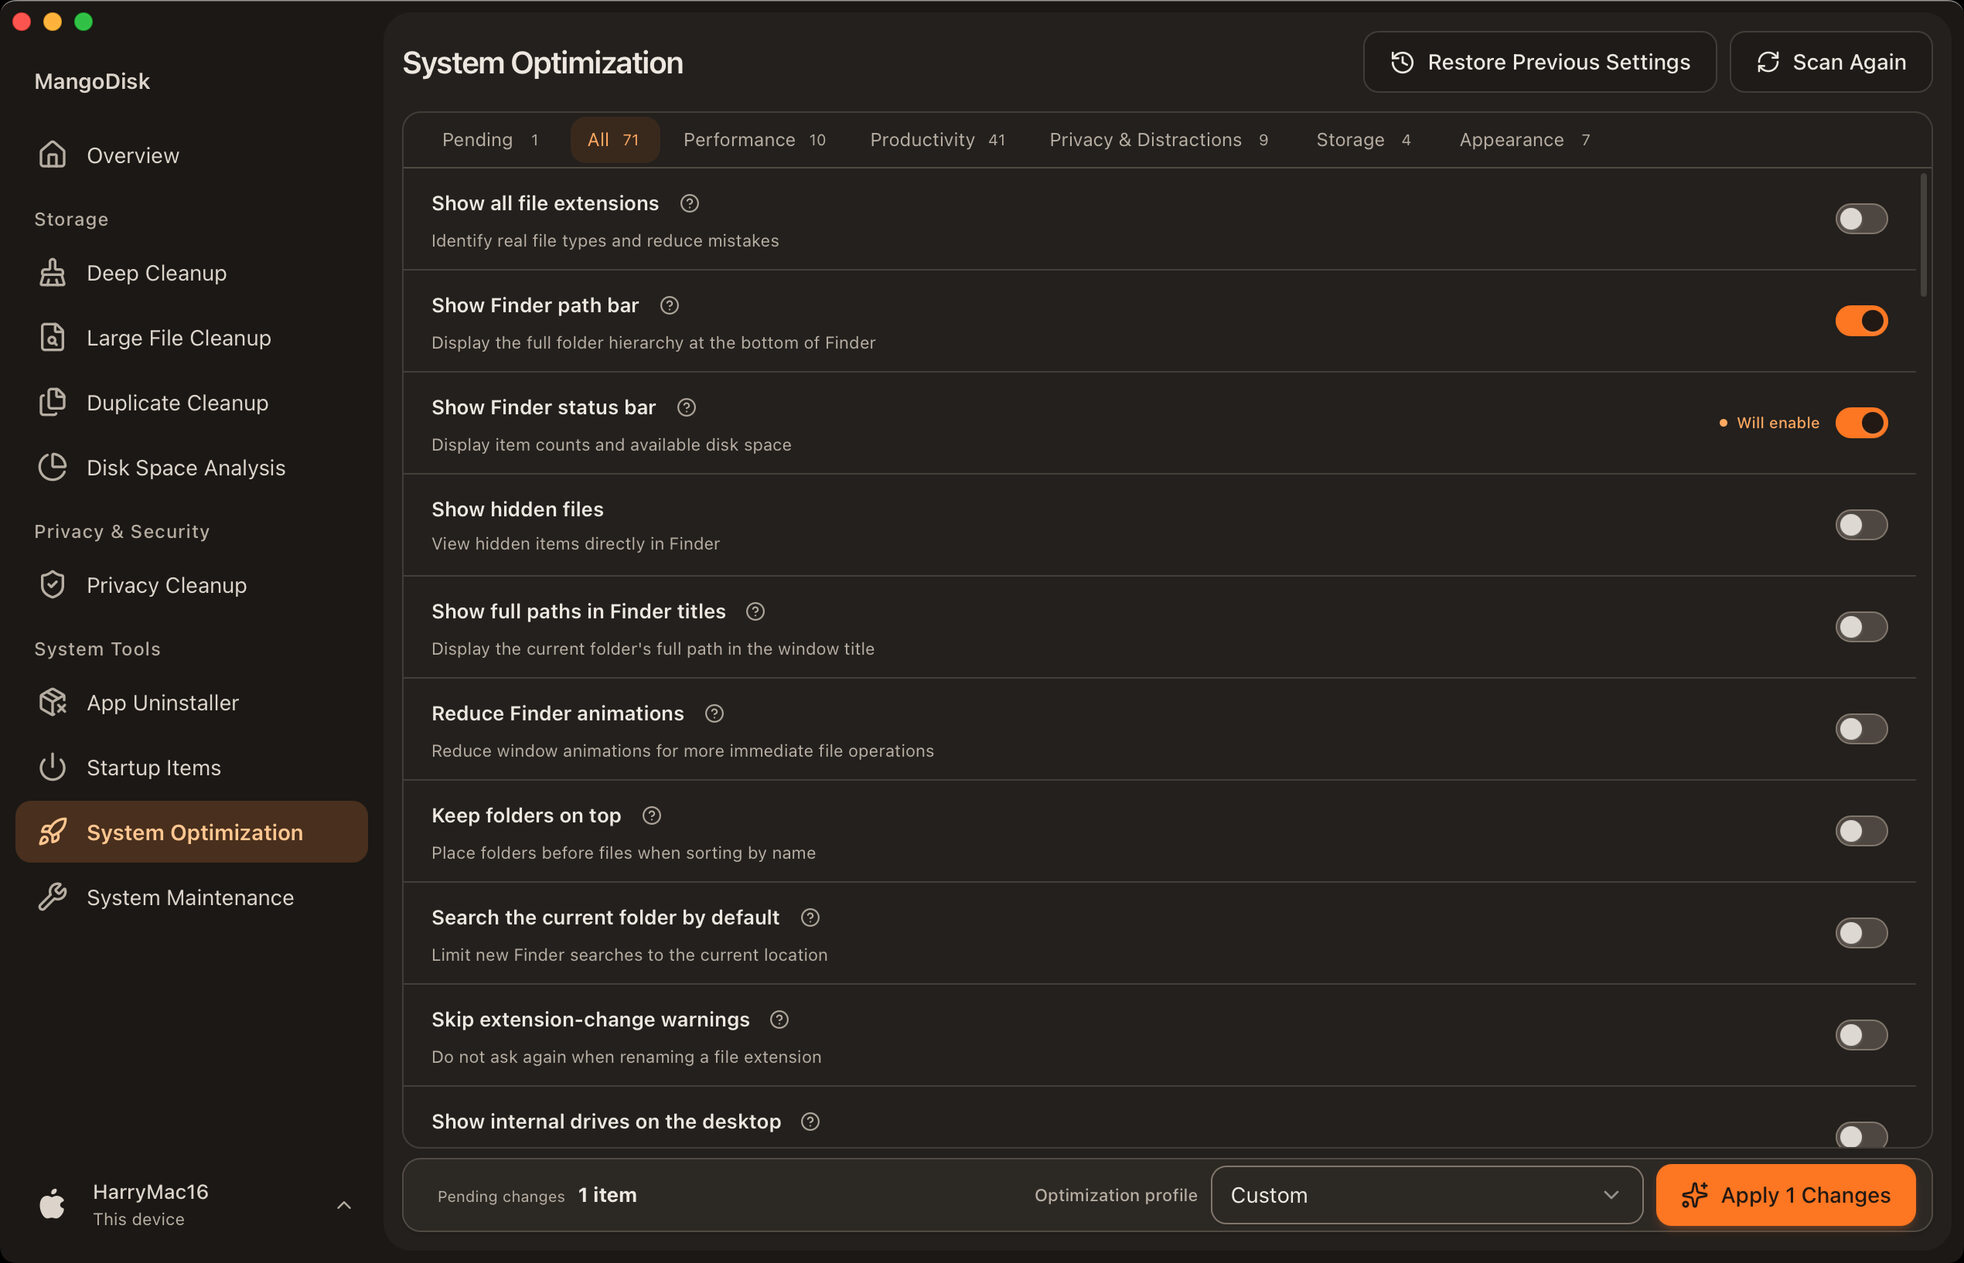 MangoDisk
Overview
Storage
Deep Cleanup
Large File Cleanup
Duplicate Cleanup
Disk Space Analysis
Privacy & Security
Privacy Cleanup
System Tools
App Uninstaller
Startup Items
System Optimization
System Maintenance
HarryMac16
This device
System Optimization
Restore Previous Settings
Scan Again
Pending 1 All 71 Performance 10 Productivity 41 Privacy & Distractions 9 Storage 4 Appearance 7
Show all file extensions
Identify real file types and reduce mistakes
Show Finder path bar
Display the full folder hierarchy at the bottom of Finder
Show Finder status bar
Display item counts and available disk space
Will enable
Show hidden files
View hidden items directly in Finder
Show full paths in Finder titles
Display the current folder's full path in the window title
Reduce Finder animations
Reduce window animations for more immediate file operations
Keep folders on top
Place folders before files when sorting by name
Search the current folder by default
Limit new Finder searches to the current location
Skip extension-change warnings
Do not ask again when renaming a file extension
Show internal drives on the desktop
Pending changes 1 item
Optimization profile
Custom
Apply 1 Changes